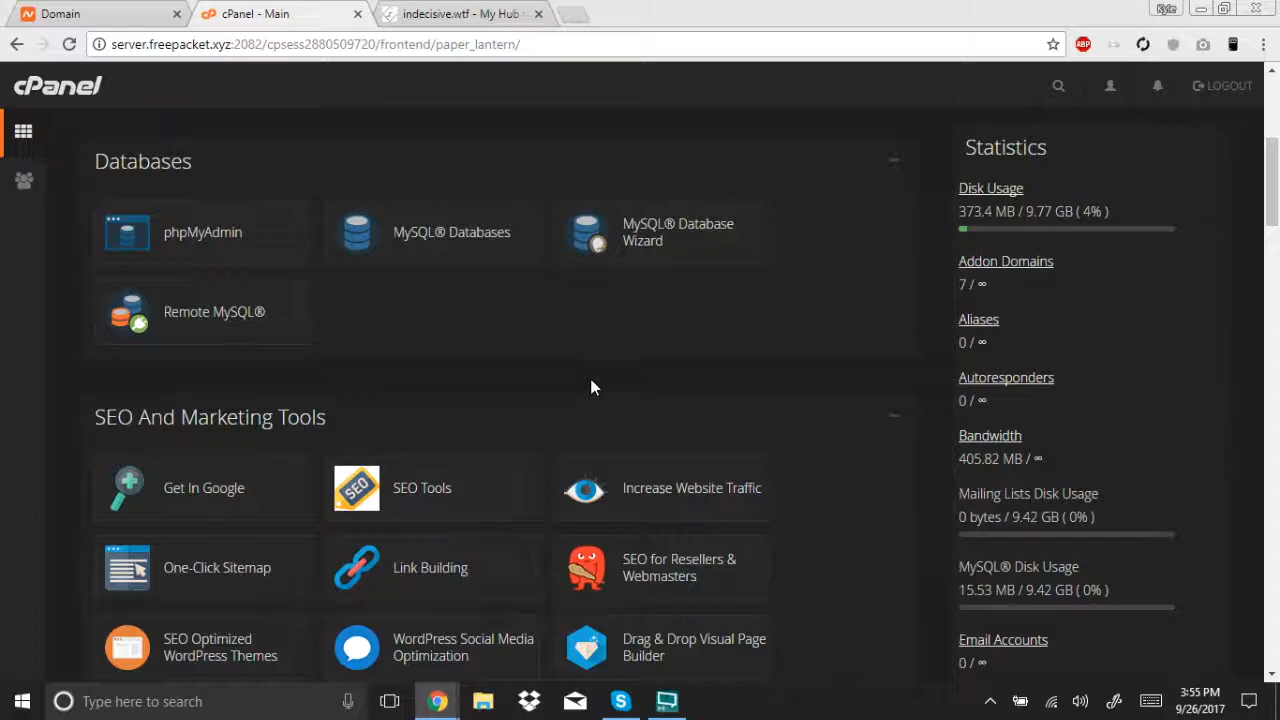 Domain
cPanel - Main
indecisive.wtf - My Hub
Kyle
server.freepacket.xyz:2082/cpsess2880509720/frontend/paper_lantern/
ABP
cPanel
LOGOUT
Databases
phpMyAdmin
MySQL® Databases
MySQL® Database
Wizard
Remote MySQL®
SEO And Marketing Tools
Get In Google
SEO
SEO Tools
Increase Website Traffic
One-Click Sitemap
Link Building
SEO for Resellers &
Webmasters
SEO Optimized
WordPress Themes
WordPress Social Media
Optimization
Drag & Drop Visual Page
Builder
Statistics
Disk Usage
373.4 MB / 9.77 GB ( 4% )
Addon Domains
7 / ∞
Aliases
0 / ∞
Autoresponders
0 / ∞
Bandwidth
405.82 MB / ∞
Mailing Lists Disk Usage
0 bytes / 9.42 GB ( 0% )
MySQL® Disk Usage
15.53 MB / 9.42 GB ( 0% )
Email Accounts
0 / ∞
Type here to search
3:55 PM
9/26/2017